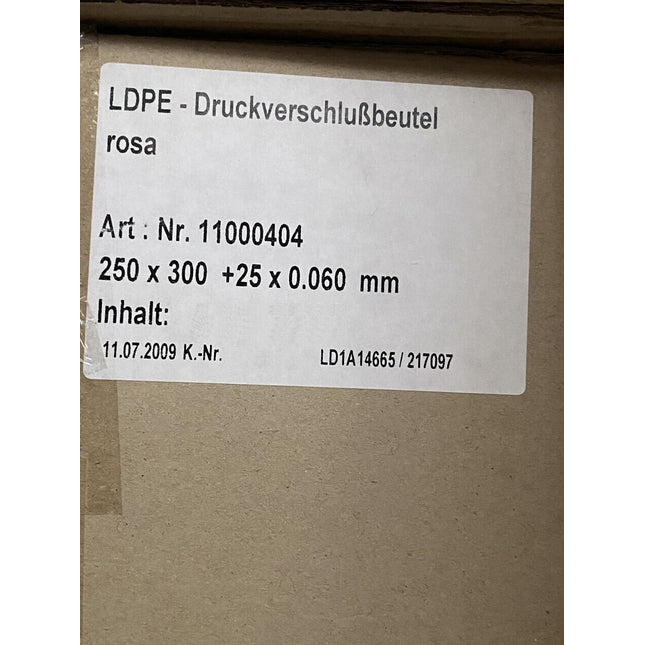 LDPE - Druckverschlußbeutel
rosa
Art : Nr. 11000404
250 x 300 +25 x 0.060 mm
Inhalt:
11.07.2009 K.-Nr. LD1A14665 / 217097